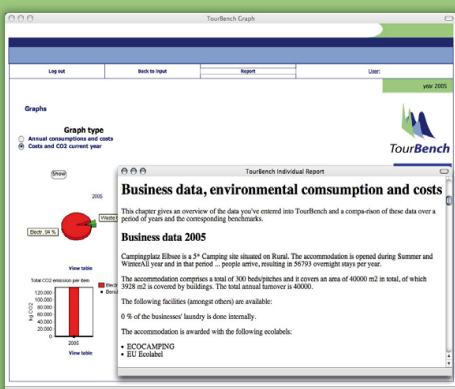 TourBench Graph
Log out
Back to input
Report
User:
year 2005
Graphs
Graph type
Annual consumptions and costs
Costs and CO2 current year
TourBench
Show
2005
Electr. 94 %
Waste
View table
Total CO2 emission per item
kg CO2
120.000
100.000
80.000
60.000
40.000
20.000
0
2005
View table
TourBench Individual Report
Business data, environmental comsumption and costs
This chapter gives an overview of the data you've entered into TourBench and a compa-rison of these data over a
period of years and the corresponding benchmarks.
Business data 2005
Campingplatz Elbsee is a 5* Camping site situated on Rural. The accommodation is opened during Summer and
WinterAll year and in that period ... people arrive, resulting in 56793 overnight stays per year.
The accommodation comprises a total of 300 beds/pitches and it covers an area of 40000 m2 in total, of which
3928 m2 is covered by buildings. The total annual turnover is 40000.
The following facilities (amongst others) are available:
0 % of the businesses' laundry is done internally.
The accommodation is awarded with the following ecolabels:
• ECOCAMPING
• EU Ecolabel